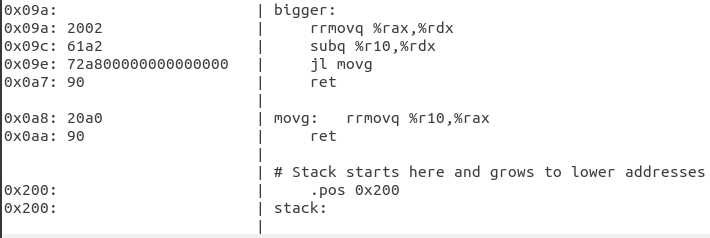 0x09a:                      | bigger:
0x09a: 2002                 |     rrmovq %rax,%rdx
0x09c: 61a2                 |     subq %r10,%rdx
0x09e: 72a800000000000000   |     jl movg
0x0a7: 90                   |     ret
                            |
0x0a8: 20a0                 | movg:   rrmovq %r10,%rax
0x0aa: 90                   |     ret
                            |
                            | # Stack starts here and grows to lower addresses
0x200:                      |     .pos 0x200
0x200:                      | stack:
                            |